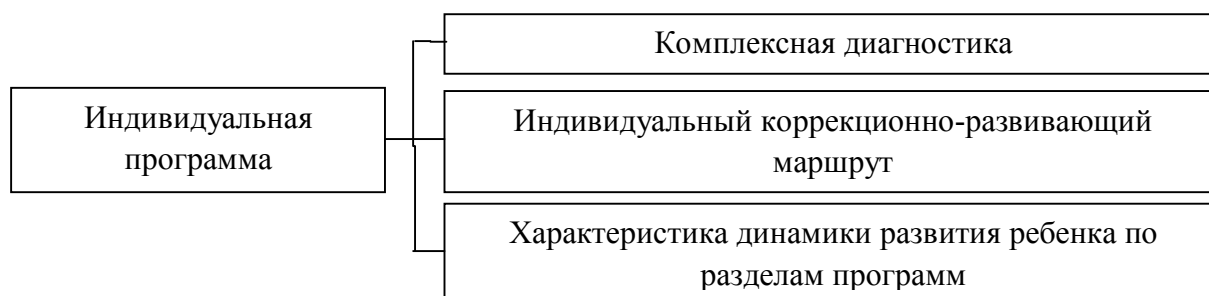 Комплексная диагностика
Индивидуальная
программа
Индивидуальный коррекционно-развивающий
маршрут
Характеристика динамики развития ребенка по
разделам программ